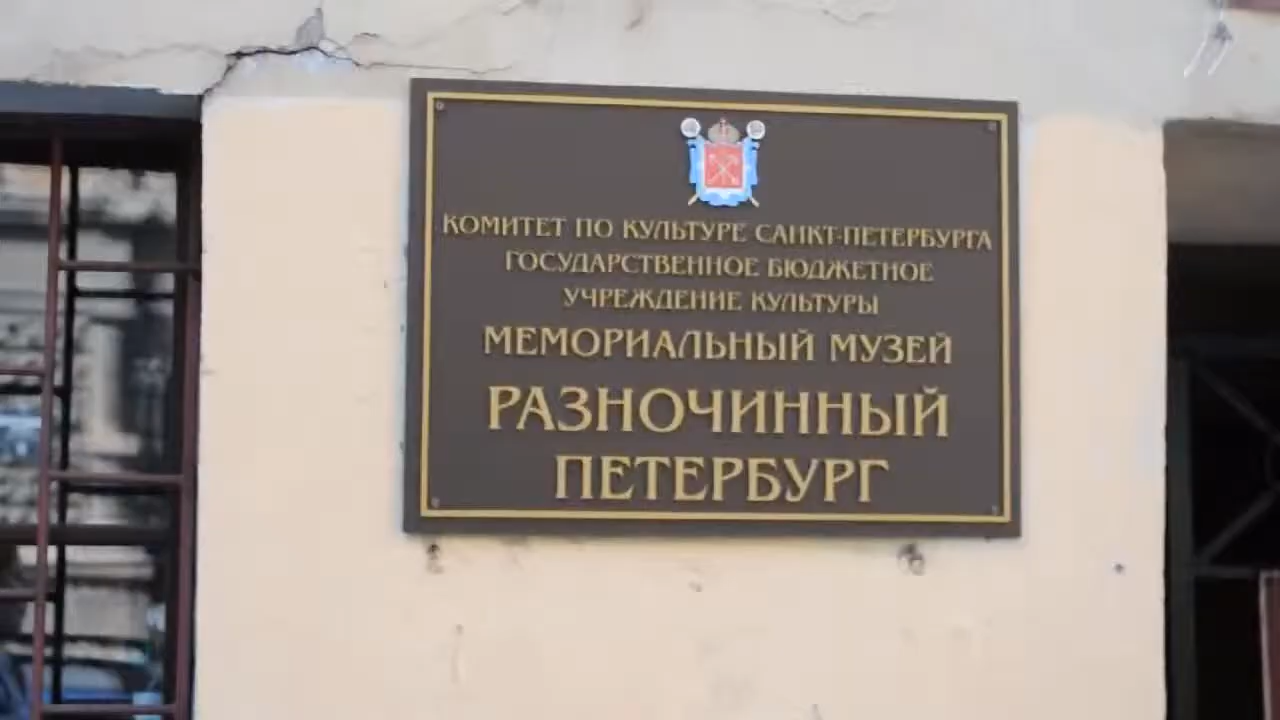 КОМИТЕТ ПО КУЛЬТУРЕ САНКТ-ПЕТЕРБУРГА
ГОСУДАРСТВЕННОЕ БЮДЖЕТНОЕ
УЧРЕЖДЕНИЕ КУЛЬТУРЫ
МЕМОРИАЛЬНЫЙ МУЗЕЙ
РАЗНОЧИННЫЙ
ПЕТЕРБУРГ